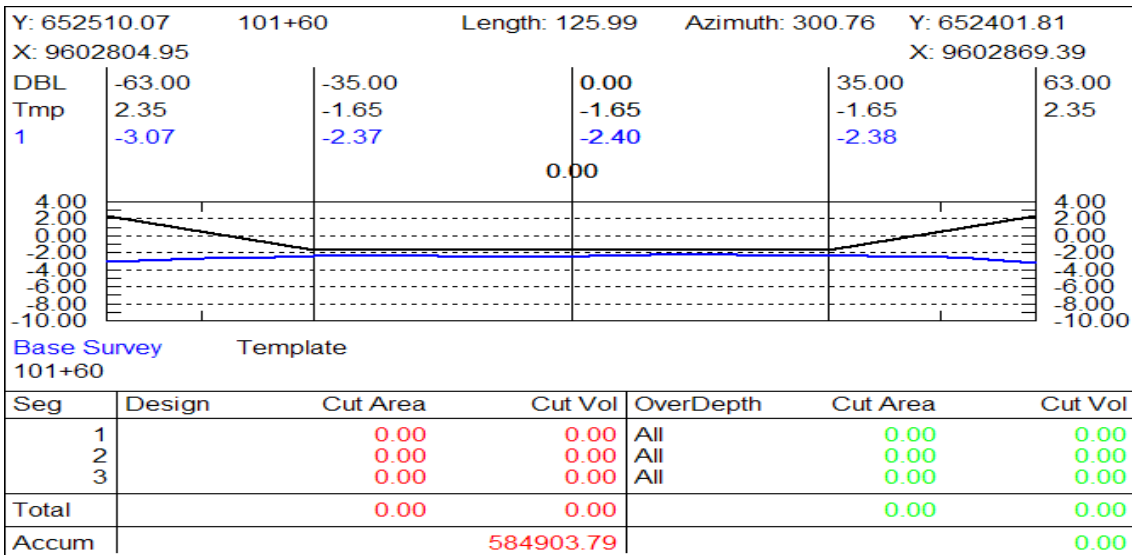 Y: 652510.07 101+60 Length: 125.99 Azimuth: 300.76 Y: 652401.81
X: 9602804.95 X: 9602869.39
DBL -63.00 -35.00 0.00 35.00 63.00
Tmp 2.35 -1.65 -1.65 -1.65 2.35
1 -3.07 -2.37 -2.40 -2.38
0.00
4.00 4.00
2.00 2.00
0.00 0.00
-2.00 -2.00
-4.00 -4.00
-6.00 -6.00
-8.00 -8.00
-10.00 -10.00
Base Survey Template
101+60
Seg Design Cut Area Cut Vol OverDepth Cut Area Cut Vol
1 0.00 0.00 All 0.00 0.00
2 0.00 0.00 All 0.00 0.00
3 0.00 0.00 All 0.00 0.00
Total 0.00 0.00 0.00 0.00
Accum 584903.79 0.00